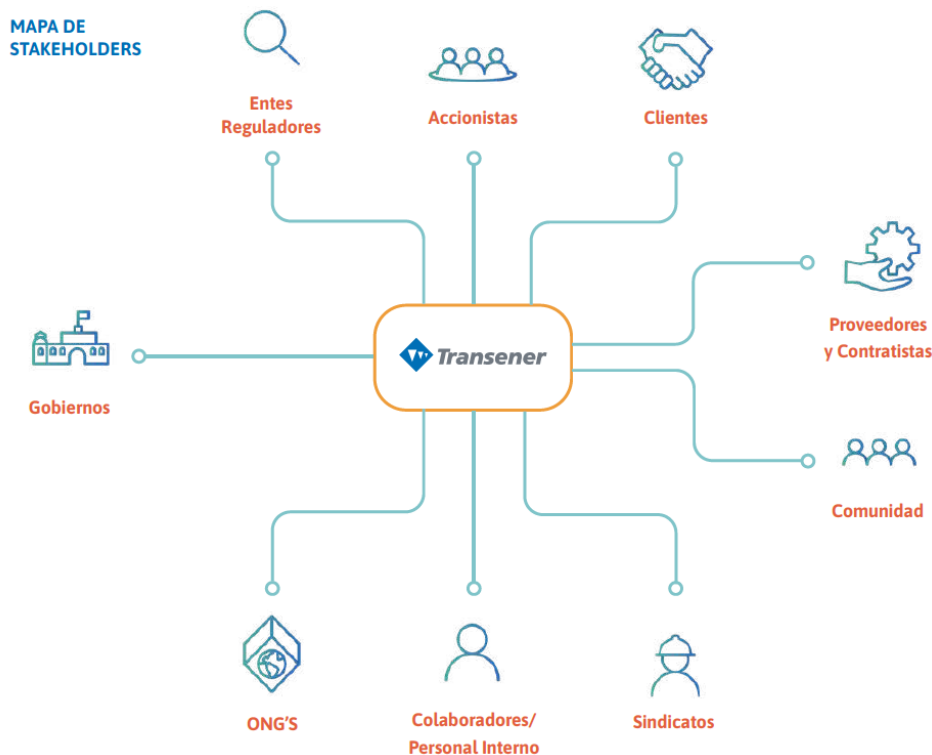 MAPA DE
STAKEHOLDERS
Entes
Reguladores
Accionistas
Clientes
Proveedores
y Contratistas
Transener
Gobiernos
Comunidad
ONG'S
Colaboradores/
Personal Interno
Sindicatos